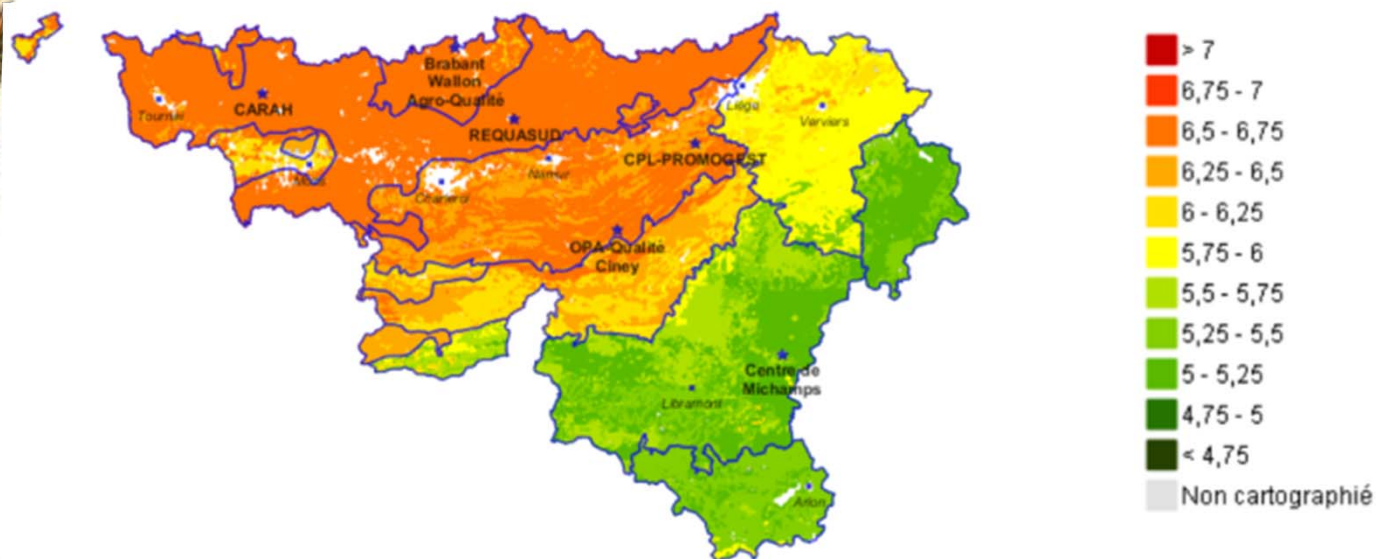 Brabant
Wallon
Agro-Qualité
CARAH
Tournai
REQUASUD
Liège
Verviers
CPL-PROMOGEST
Namur
Mons
Charleroi
OPA-Qualité
Ciney
Centre de
Michamps
Libramont
Arlon
> 7
6,75 - 7
6,5 - 6,75
6,25 - 6,5
6 - 6,25
5,75 - 6
5,5 - 5,75
5,25 - 5,5
5 - 5,25
4,75 - 5
< 4,75
Non cartographié